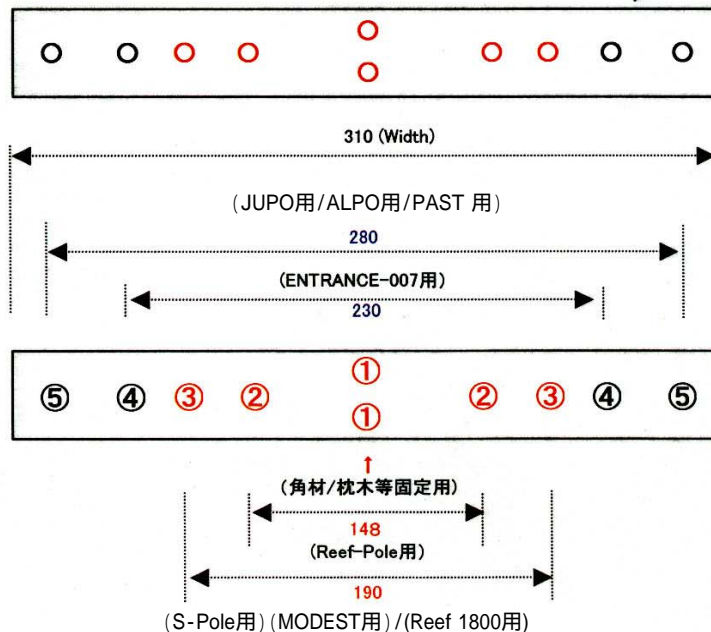 310 (Width)
(JUPO用/ALPO用/PAST 用)
280
(ENTRANCE-007用)
230
⑤ ④ ③ ② ① ② ③ ④ ⑤
①
↑
(角材/枕木等固定用)
148
(Reef-Pole用)
190
(S-Pole用) (MODEST用) / (Reef 1800用)